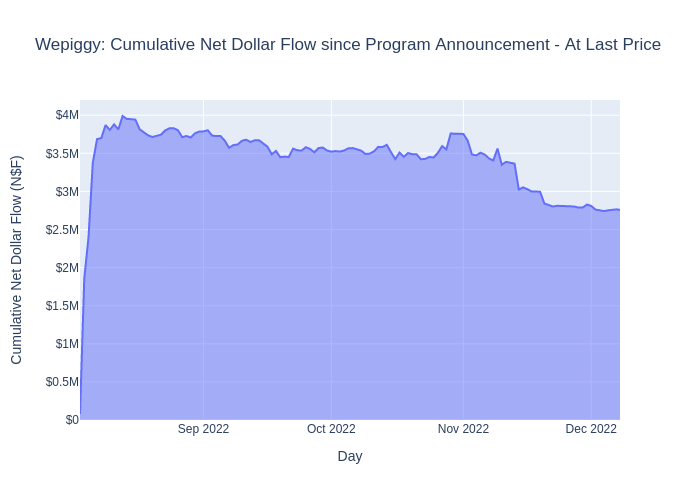 Wepiggy: Cumulative Net Dollar Flow since Program Announcement - At Last Price
Cumulative Net Dollar Flow (N$F)
$4M
$3.5M
$3M
$2.5M
$2M
$1.5M
$1M
$0.5M
$0
Sep 2022
Oct 2022
Nov 2022
Dec 2022
Day